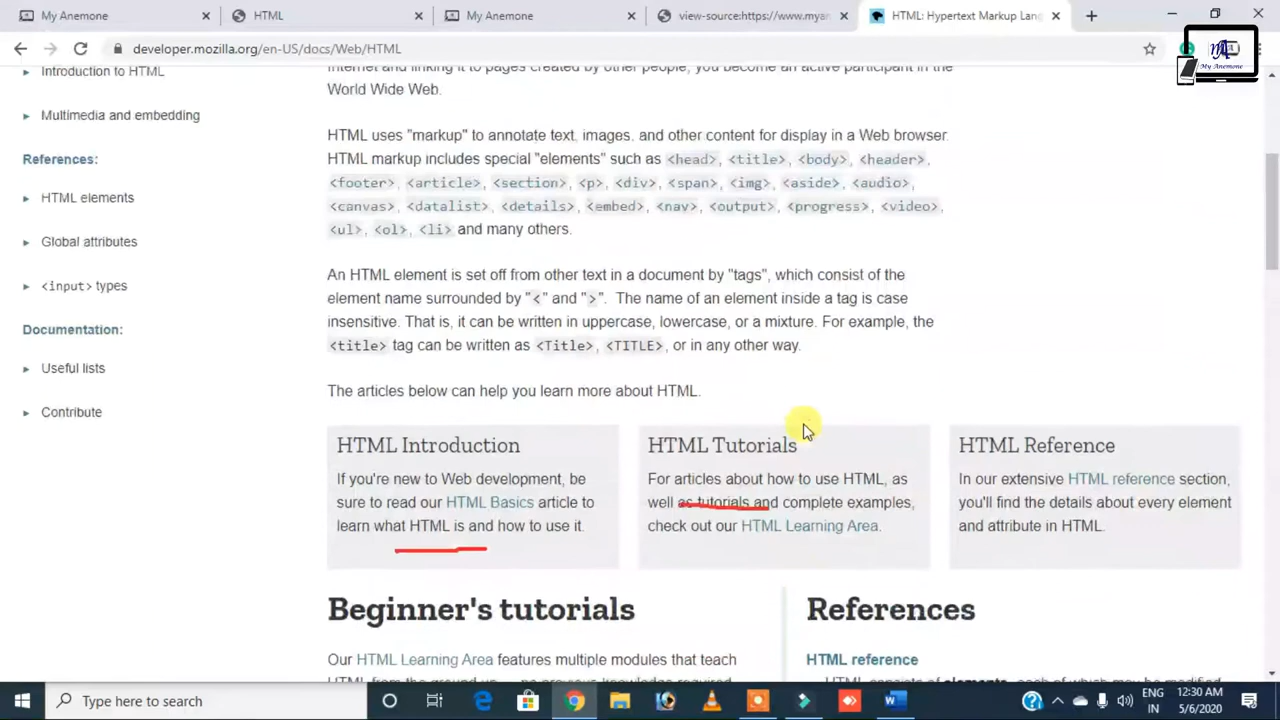 My Anemone
HTML
My Anemone
view-source:https://www.myan
HTML: Hypertext Markup Lang
developer.mozilla.org/en-US/docs/Web/HTML
My Anemone
Introduction to HTML
Multimedia and embedding
References:
HTML elements
Global attributes
<input> types
Documentation:
Useful lists
Contribute
Internet and linking it to pages created by other people, you become an active participant in the
World Wide Web.
HTML uses "markup" to annotate text, images, and other content for display in a Web browser.
HTML markup includes special "elements" such as <head>, <title>, <body>, <header>,
<footer>, <article>, <section>, <p>, <div>, <span>, <img>, <aside>, <audio>,
<canvas>, <datalist>, <details>, <embed>, <nav>, <output>, <progress>, <video>,
<ul>, <ol>, <li> and many others.
An HTML element is set off from other text in a document by "tags", which consist of the
element name surrounded by "<" and ">". The name of an element inside a tag is case
insensitive. That is, it can be written in uppercase, lowercase, or a mixture. For example, the
<title> tag can be written as <Title>, <TITLE>, or in any other way.
The articles below can help you learn more about HTML.
HTML Introduction
If you're new to Web development, be
sure to read our HTML Basics article to
learn what HTML is and how to use it.
HTML Tutorials
For articles about how to use HTML, as
well as tutorials and complete examples,
check out our HTML Learning Area.
HTML Reference
In our extensive HTML reference section,
you'll find the details about every element
and attribute in HTML.
Beginner's tutorials
Our HTML Learning Area features multiple modules that teach
HTML from the ground up — no previous knowledge required.
References
HTML reference
HTML consists of elements, each of which may be modified
Type here to search
ENG
IN
12:30 AM
5/6/2020